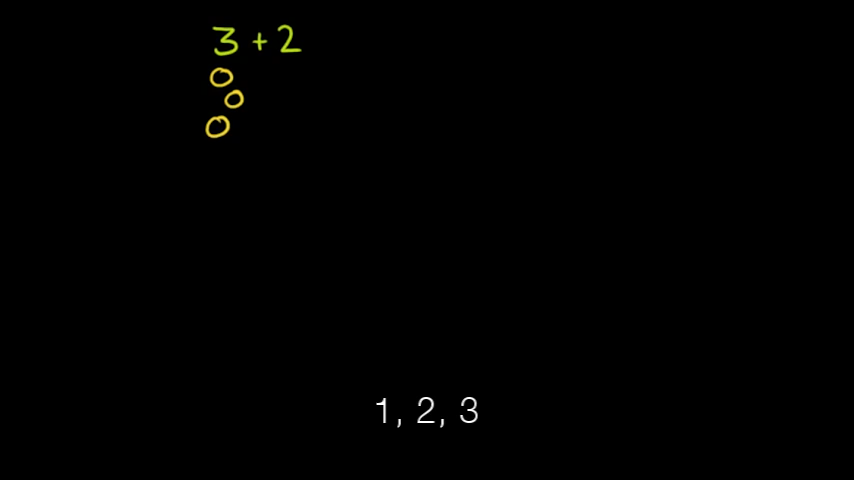 3 + 2
1, 2, 3